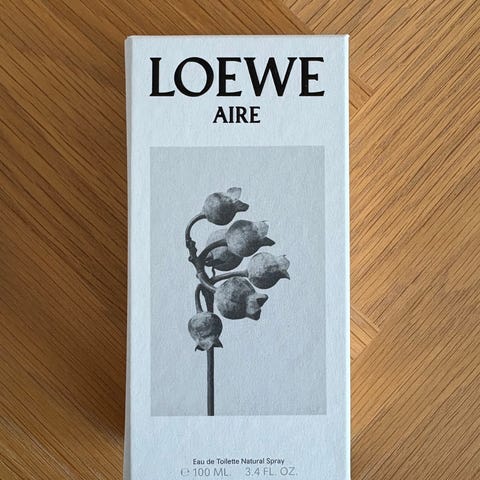 LOEWE
AIRE
Eau de Toilette Natural Spray
℮ 100 ML. 3.4 FL. OZ.